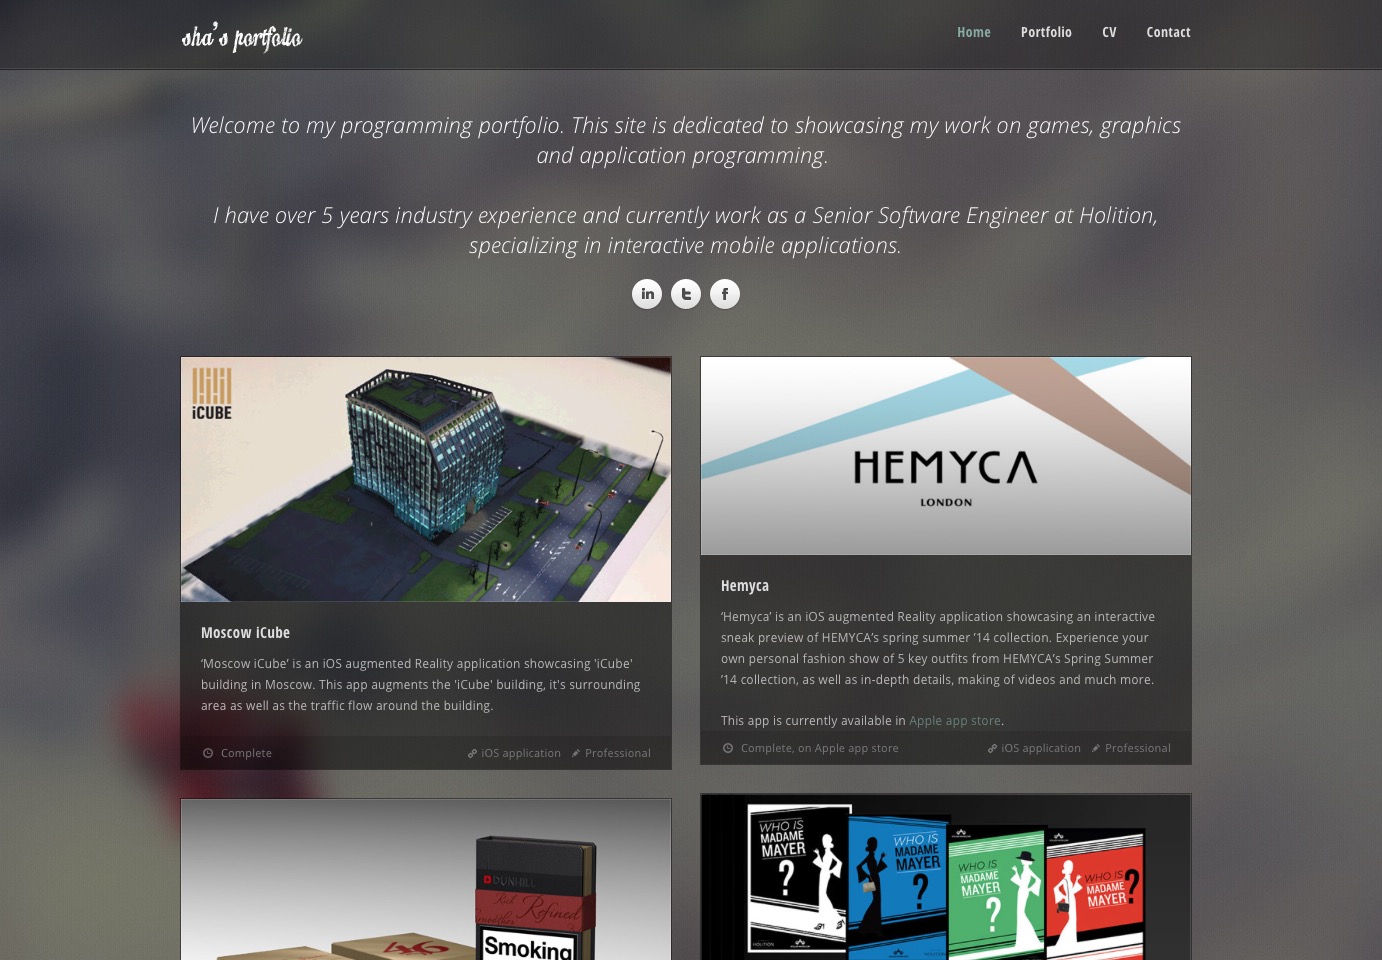 sha's portfolio
Home
Portfolio
CV
Contact
Welcome to my programming portfolio. This site is dedicated to showcasing my work on games, graphics
and application programming.
I have over 5 years industry experience and currently work as a Senior Software Engineer at Holition,
specializing in interactive mobile applications.
in
t
f
iCUBE
Moscow iCube
‘Moscow iCube’ is an iOS augmented Reality application showcasing 'iCube'
building in Moscow. This app augments the 'iCube' building, it's surrounding
area as well as the traffic flow around the building.
Complete
iOS application
Professional
HEMYCA
LONDON
Hemyca
‘Hemyca’ is an iOS augmented Reality application showcasing an interactive
sneak preview of HEMYCA’s spring summer ’14 collection. Experience your
own personal fashion show of 5 key outfits from HEMYCA’s Spring Summer
’14 collection, as well as in-depth details, making of videos and much more.
This app is currently available in Apple app store.
Complete, on Apple app store
iOS application
Professional
DUNHILL
Rich
Refined
Smoking
WHO IS
MADAME
MAYER
?
WHO IS
MADAME
MAYER
?
WHO IS
MADAME
MAYER
?
WHO IS
MADAME
MAYER
?
HOLITION